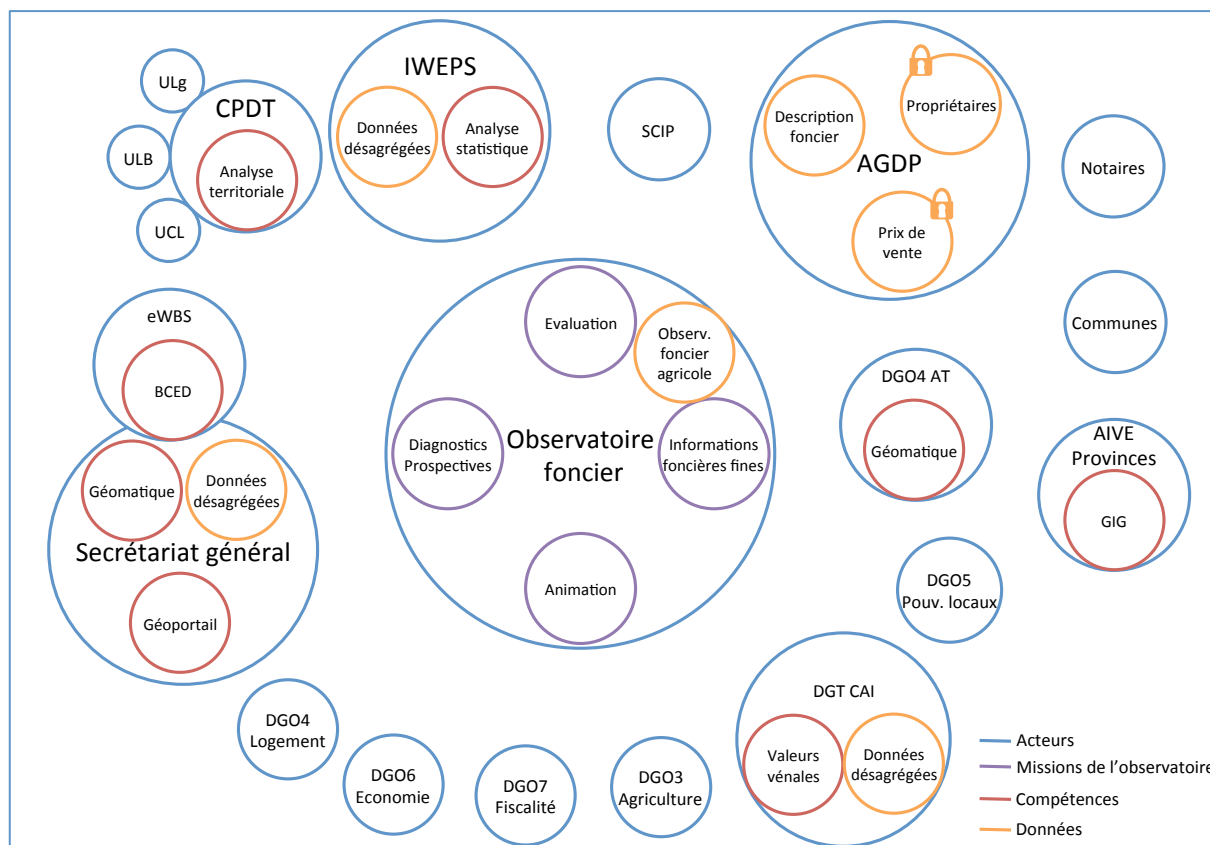 ULg
CPDT
ULB
Analyse
territoriale
UCL
IWEPS
Données
désagrégées
Analyse
statistique
SCIP
Description
foncier
Propriétaires
AGDP
Prix de
vente
Notaires
Communes
eWBS
BCED
Géomatique
Données
désagrégées
Secrétariat général
Géoportail
Evaluation
Observ.
foncier
agricole
Diagnostics
Prospectives
Observatoire
foncier
Informations
foncières fines
Animation
DGO4 AT
Géomatique
AIVE
Provinces
GIG
DGO5
Pouv. locaux
DGO4
Logement
DGO6
Economie
DGO7
Fiscalité
DGO3
Agriculture
DGT CAI
Valeurs
vénales
Données
désagrégées
Acteurs
Missions de l'observatoire
Compétences
Données